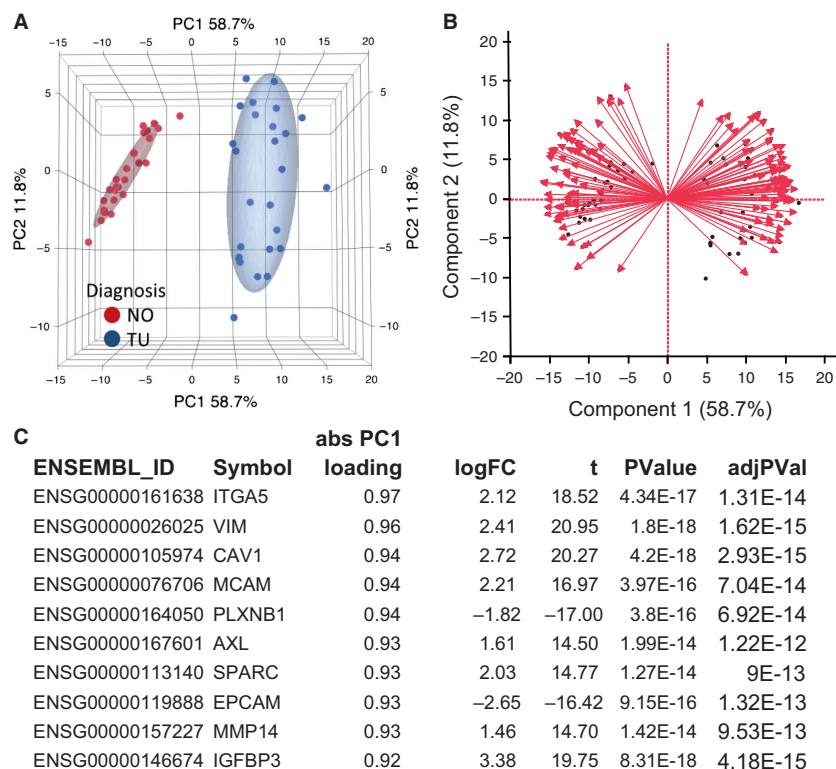 A
PC1 58.7%
−15 −10 −5 0 5 10 15 20
5 5
0 0
−5 −5
−10 −10
PC2 11.8%
PC2 11.8%
Diagnosis
NO
TU
−15 −10 −5 0 5 10 15 20
PC1 58.7%
B
20
15
10
5
0
−5
−10
−15
−20
Component 2 (11.8%)
−20 −15 −10 −5 0 5 10 15 20
Component 1 (58.7%)
C
abs PC1
ENSEMBL_ID Symbol loading logFC t PValue adjPVal
ENSG00000161638 ITGA5 0.97 2.12 18.52 4.34E-17 1.31E-14
ENSG00000026025 VIM 0.96 2.41 20.95 1.8E-18 1.62E-15
ENSG00000105974 CAV1 0.94 2.72 20.27 4.2E-18 2.93E-15
ENSG00000076706 MCAM 0.94 2.21 16.97 3.97E-16 7.04E-14
ENSG00000164050 PLXNB1 0.94 −1.82 −17.00 3.8E-16 6.92E-14
ENSG00000167601 AXL 0.93 1.61 14.50 1.99E-14 1.22E-12
ENSG00000113140 SPARC 0.93 2.03 14.77 1.27E-14 9E-13
ENSG00000119888 EPCAM 0.93 −2.65 −16.42 9.15E-16 1.32E-13
ENSG00000157227 MMP14 0.93 1.46 14.70 1.42E-14 9.53E-13
ENSG00000146674 IGFBP3 0.92 3.38 19.75 8.31E-18 4.18E-15